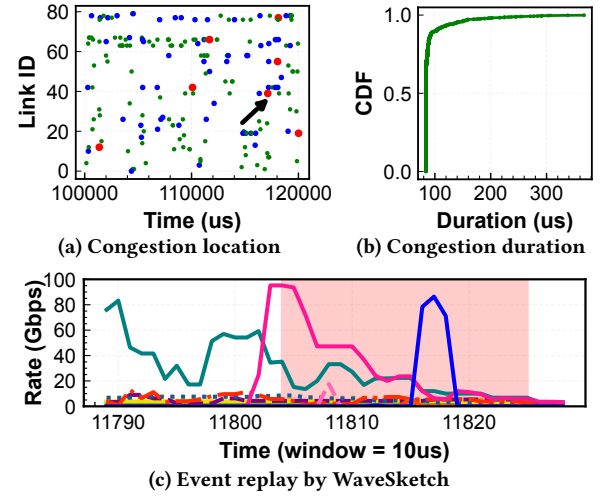 80
60
40
20
0
Link ID
100000
110000
120000
Time (us)
(a) Congestion location
1.0
0.5
0.0
CDF
100
200
300
Duration (us)
(b) Congestion duration
100
80
60
40
20
0
Rate (Gbps)
11790
11800
11810
11820
Time (window = 10us)
(c) Event replay by WaveSketch